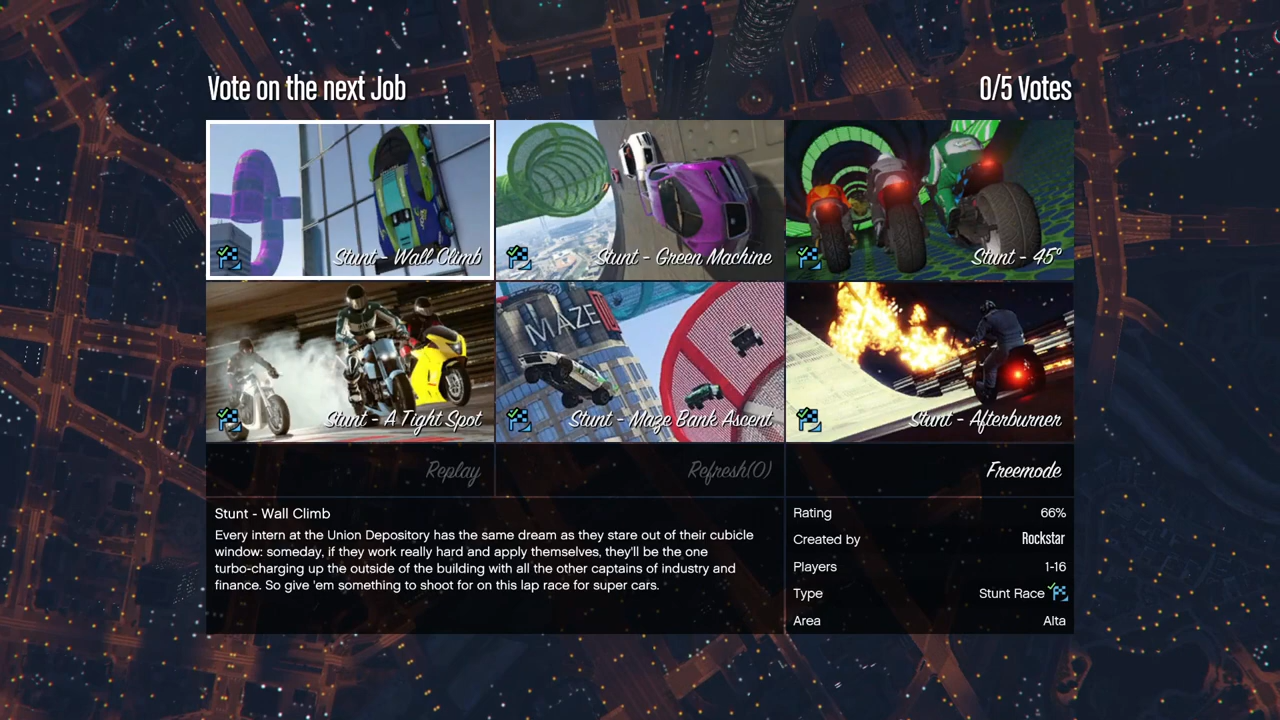 Vote on the next Job
0/5 Votes
Stunt - Wall Climb
Stunt - Green Machine
Stunt - 45°
MAZE
Stunt - A Tight Spot
Stunt - Maze Bank Ascent
Stunt - Afterburner
Replay
Refresh(0)
Freemode
Stunt - Wall Climb
Every intern at the Union Depository has the same dream as they stare out of their cubicle
window: someday, if they work really hard and apply themselves, they'll be the one
turbo-charging up the outside of the building with all the other captains of industry and
finance. So give 'em something to shoot for on this lap race for super cars.
Rating 66%
Created by Rockstar
Players 1-16
Type Stunt Race
Area Alta